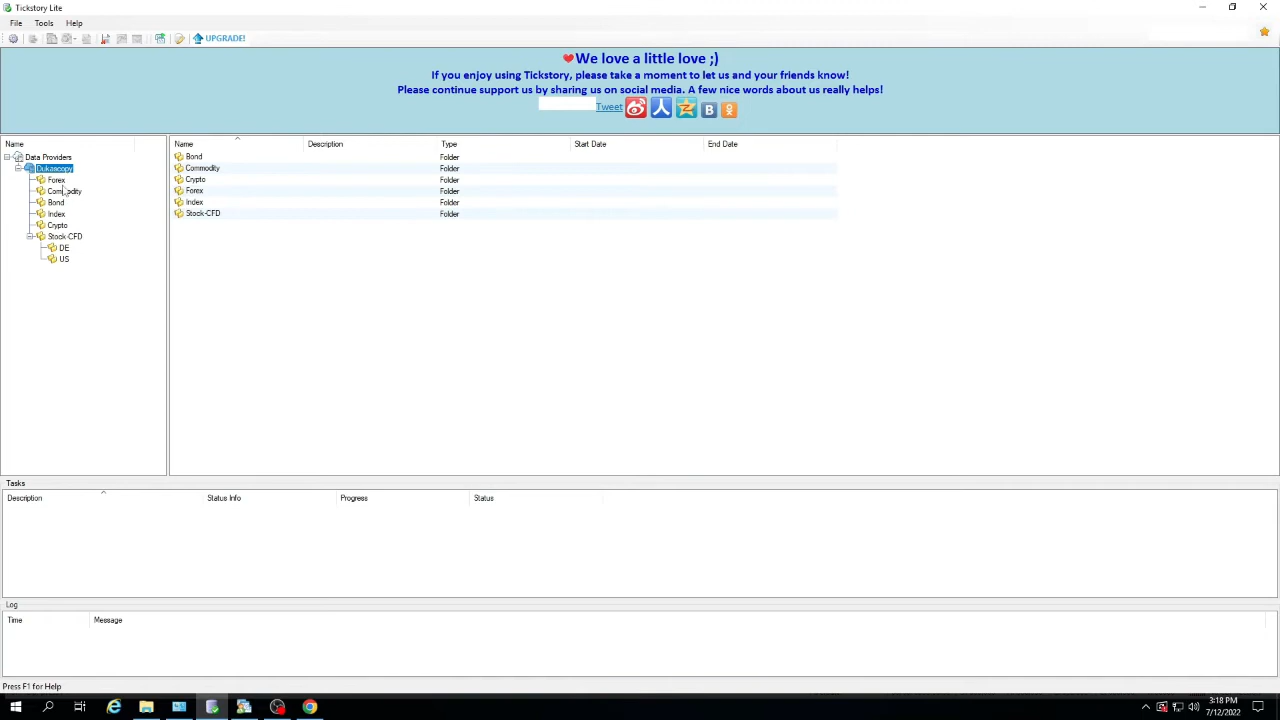 Tickstory Lite
File Tools Help
UPGRADE!
We love a little love ;)
If you enjoy using Tickstory, please take a moment to let us and your friends know!
Please continue support us by sharing us on social media. A few nice words about us really helps!
Tweet
B
Name
Data Providers
Dukascopy
Forex
Commodity
Bond
Index
Crypto
Stock-CFD
DE
US
Name Description Type Start Date End Date
Bond Folder
Commodity Folder
Crypto Folder
Forex Folder
Index Folder
Stock-CFD Folder
Tasks
Description Status Info Progress Status
Log
Time Message
Press F1 for Help
3:18 PM
7/12/2022